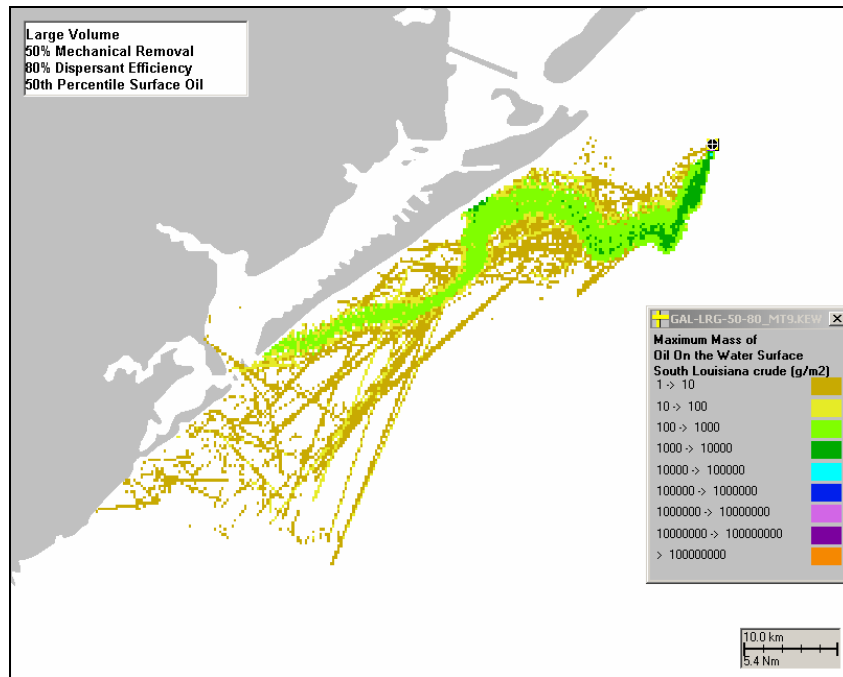 Large Volume
50% Mechanical Removal
80% Dispersant Efficiency
50th Percentile Surface Oil
GAL-LRG-50-80_MT9.KEW
Maximum Mass of
Oil On the Water Surface
South Louisiana crude (g/m2)
1 -> 10
10 -> 100
100 -> 1000
1000 -> 10000
10000 -> 100000
100000 -> 1000000
1000000 -> 10000000
10000000 -> 100000000
> 100000000
10.0 km
5.4 Nm